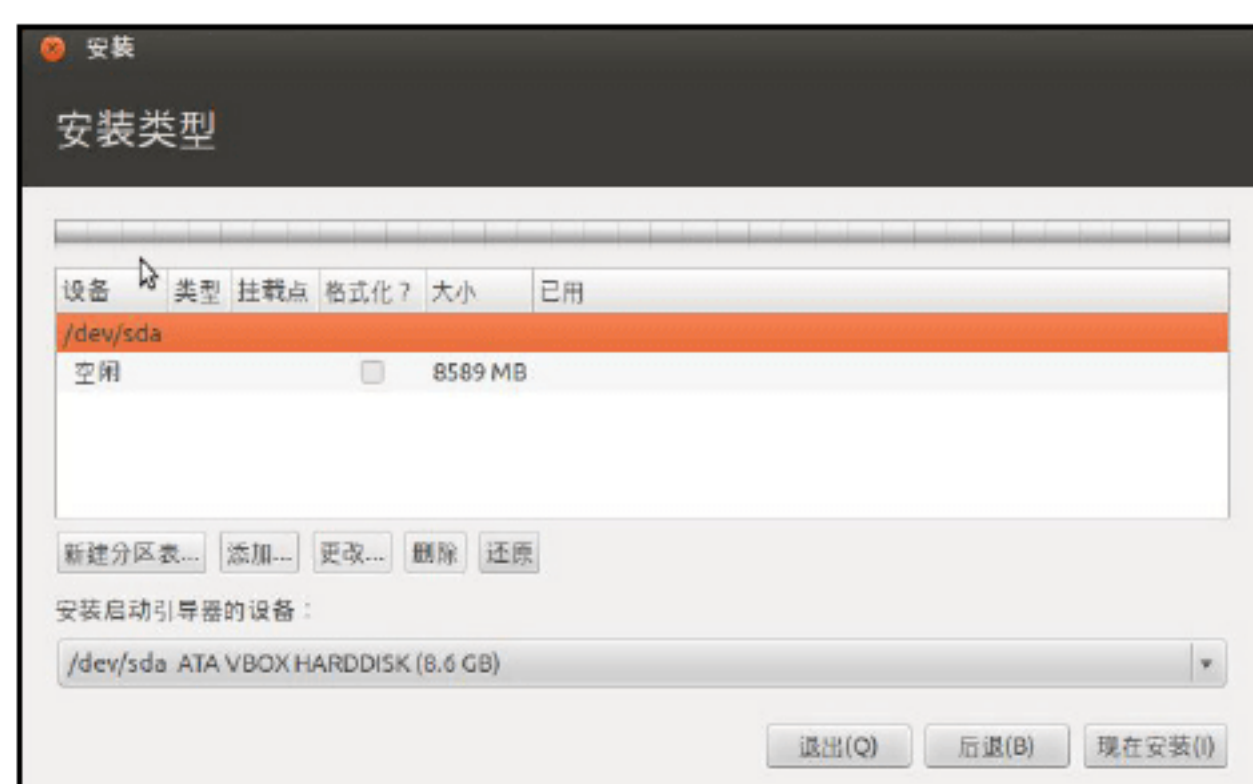 安装
安装类型
设备 类型 挂载点 格式化？ 大小 已用
/dev/sda
空闲 8589 MB
新建分区表... 添加... 更改... 删除 还原
安装启动引导器的设备：
/dev/sda ATA VBOX HARDDISK (8.6 GB)
退出(Q) 后退(B) 现在安装(I)